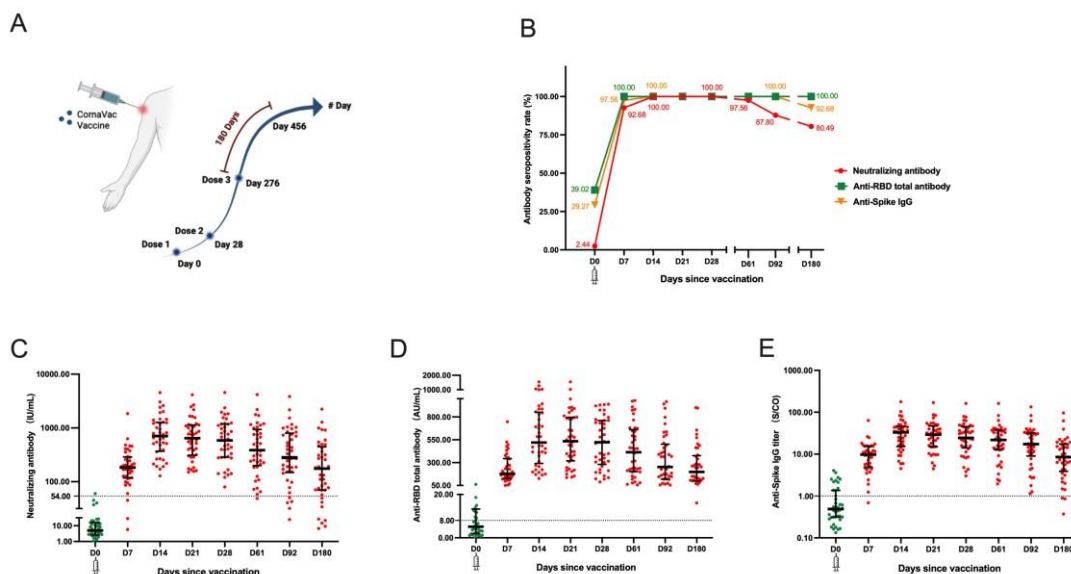 A
CornaVac
Vaccine
180 Days
# Day
Day 456
Dose 3
Day 276
Dose 2
Day 28
Dose 1
Day 0
B
Antibody seropositivity rate (%)
100.00
75.00
50.00
25.00
0.00
39.02
29.27
2.44
100.00
97.56
92.68
100.00
100.00
100.00
100.00
97.56
100.00
87.80
100.00
92.68
80.49
D0
D7
D14
D21
D28
D61
D92
D180
Days since vaccination
Neutralizing antibody
Anti-RBD total antibody
Anti-Spike IgG
C
Neutralizing antibody (IU/mL)
10000.00
1000.00
100.00
54.00
10.00
1.00
D0
D7
D14
D21
D28
D61
D92
D180
Days since vaccination
D
Anti-RBD total antibody (AU/mL)
2000.00
1000.00
800.00
550.00
300.00
50.00
20.00
8.00
0.00
D0
D7
D14
D21
D28
D61
D92
D180
Days since vaccination
E
Anti-Spike IgG titer (S/CO)
1000.00
100.00
10.00
1.00
0.10
D0
D7
D14
D21
D28
D61
D92
D180
Days since vaccination